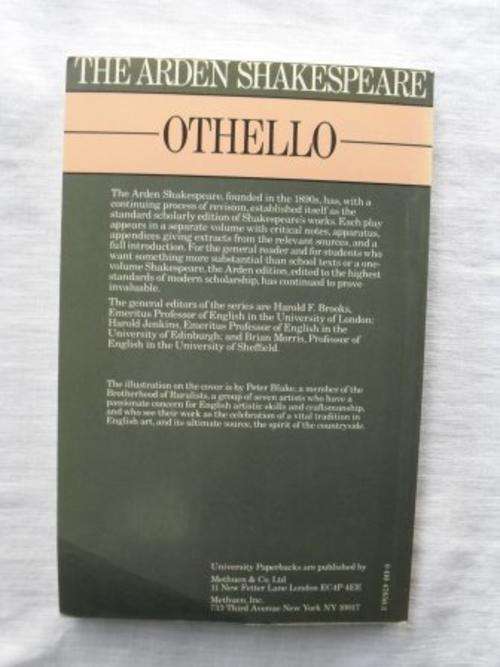 THE ARDEN SHAKESPEARE
OTHELLO
The Arden Shakespeare, founded in the 1890s, has, with a
continuing process of revision, established itself as the
standard scholarly edition of Shakespeare's works. Each play
appears in a separate volume with critical notes, apparatus,
appendices giving extracts from the relevant sources, and a
full introduction. For the general reader and for students who
want something more substantial than school texts or a one-
volume Shakespeare, the Arden edition, edited to the highest
standards of modern scholarship, has continued to prove
invaluable.
The general editors of the series are Harold F. Brooks,
Emeritus Professor of English in the University of London;
Harold Jenkins, Emeritus Professor of English in the
University of Edinburgh; and Brian Morris, Professor of
English in the University of Sheffield.
The illustration on the cover is by Peter Blake, a member of the
Brotherhood of Ruralists, a group of seven artists who have a
passionate concern for English artistic skills and craftsmanship,
and who see their work as the celebration of a vital tradition in
English art, and its ultimate source, the spirit of the countryside.
University Paperbacks are published by
Methuen & Co. Ltd
11 New Fetter Lane London EC4P 4EE
Methuen, Inc.
733 Third Avenue New York NY 10017